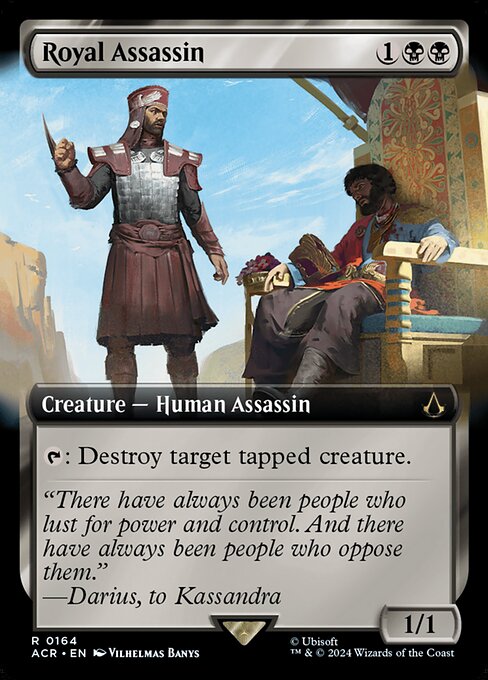 Royal Assassin 1
Creature — Human Assassin
: Destroy target tapped creature.
“There have always been people who
lust for power and control. And there
have always been people who oppose
them.”
—Darius, to Kassandra
1/1
R 0164
ACR • EN Vilhelmas Banys
© Ubisoft
™ & © 2024 Wizards of the Coast